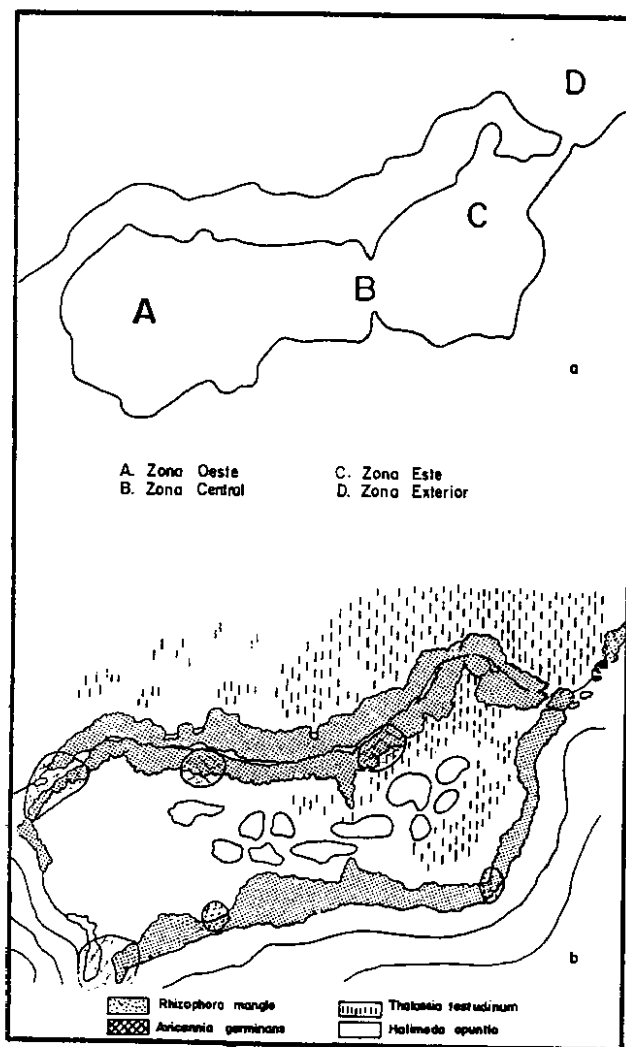 D
C
B
A
a
A. Zona Oeste C. Zona Este
B. Zona Central D. Zona Exterior
b
Rhizophora mangle Thalassia testudinum
Avicennia germinans Halimeda opuntia